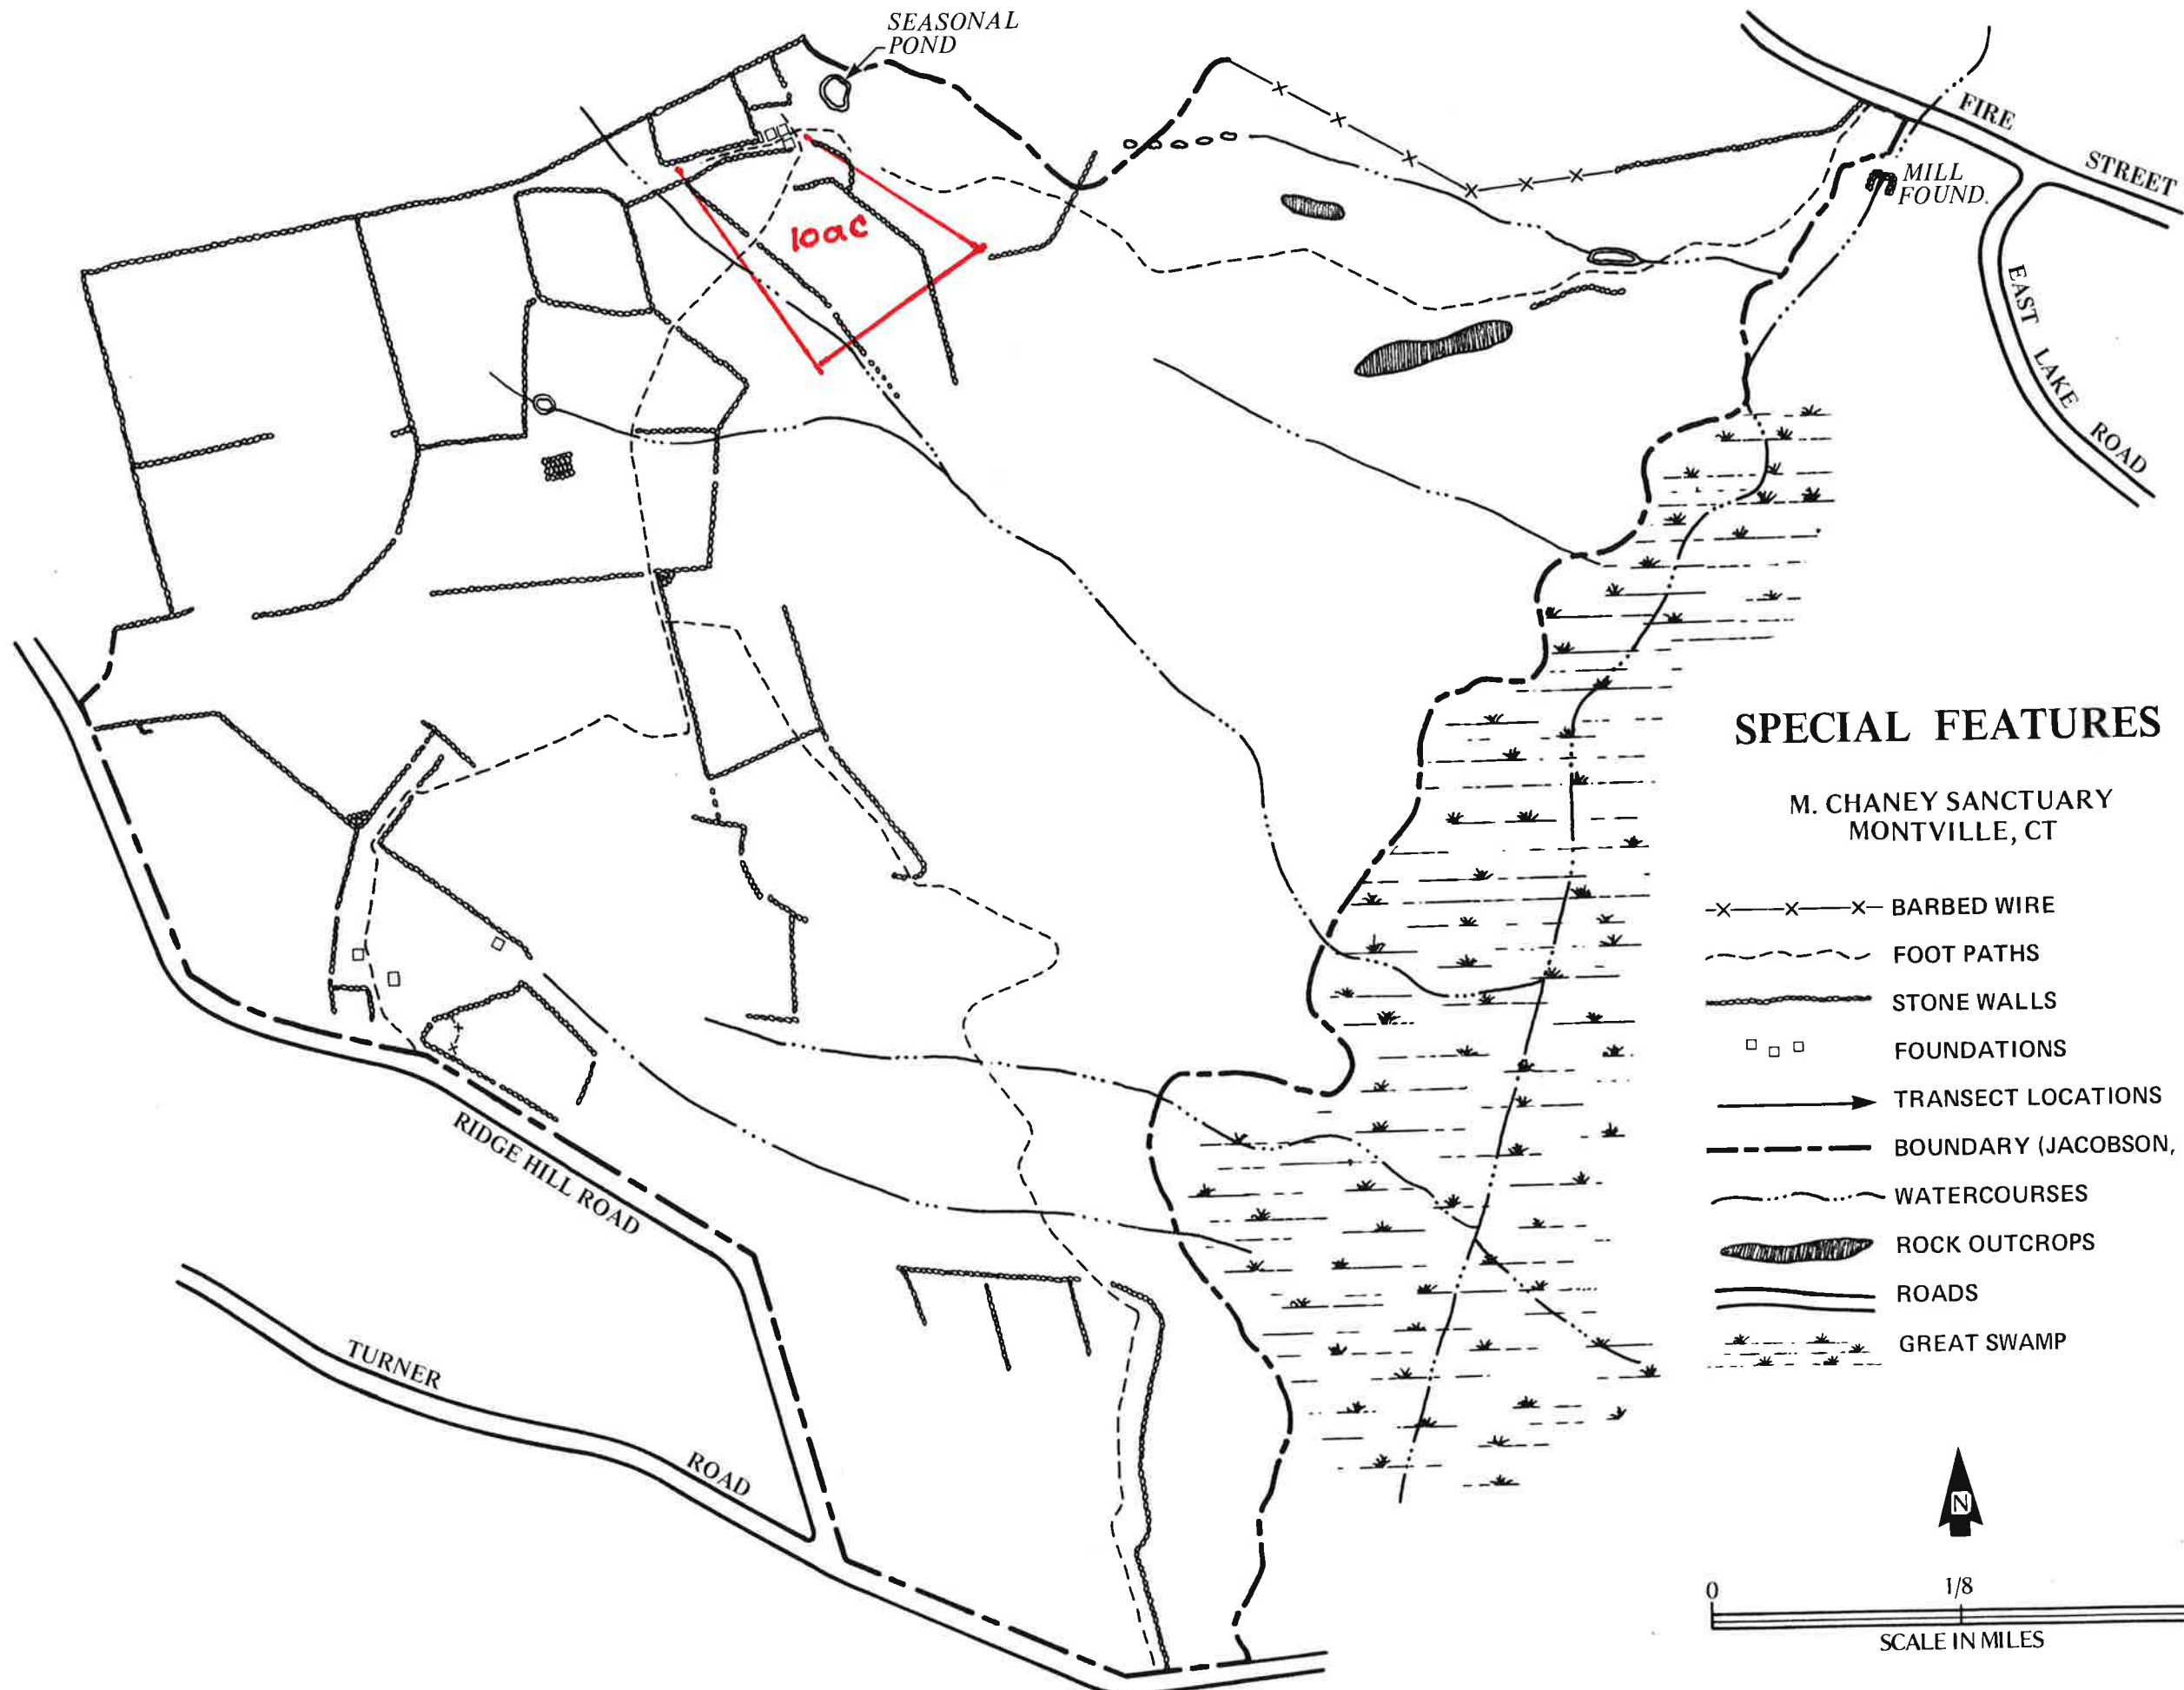 SEASONAL
POND
FIRE
STREET
MILL
FOUND.
10ac
EAST
LAKE
ROAD
SPECIAL FEATURES
M. CHANEY SANCTUARY
MONTVILLE, CT
BARBED WIRE
FOOT PATHS
STONE WALLS
FOUNDATIONS
TRANSECT LOCATIONS
BOUNDARY (JACOBSON,
WATERCOURSES
ROCK OUTCROPS
ROADS
GREAT SWAMP
RIDGE HILL ROAD
TURNER
ROAD
N
0 1/8
SCALE IN MILES